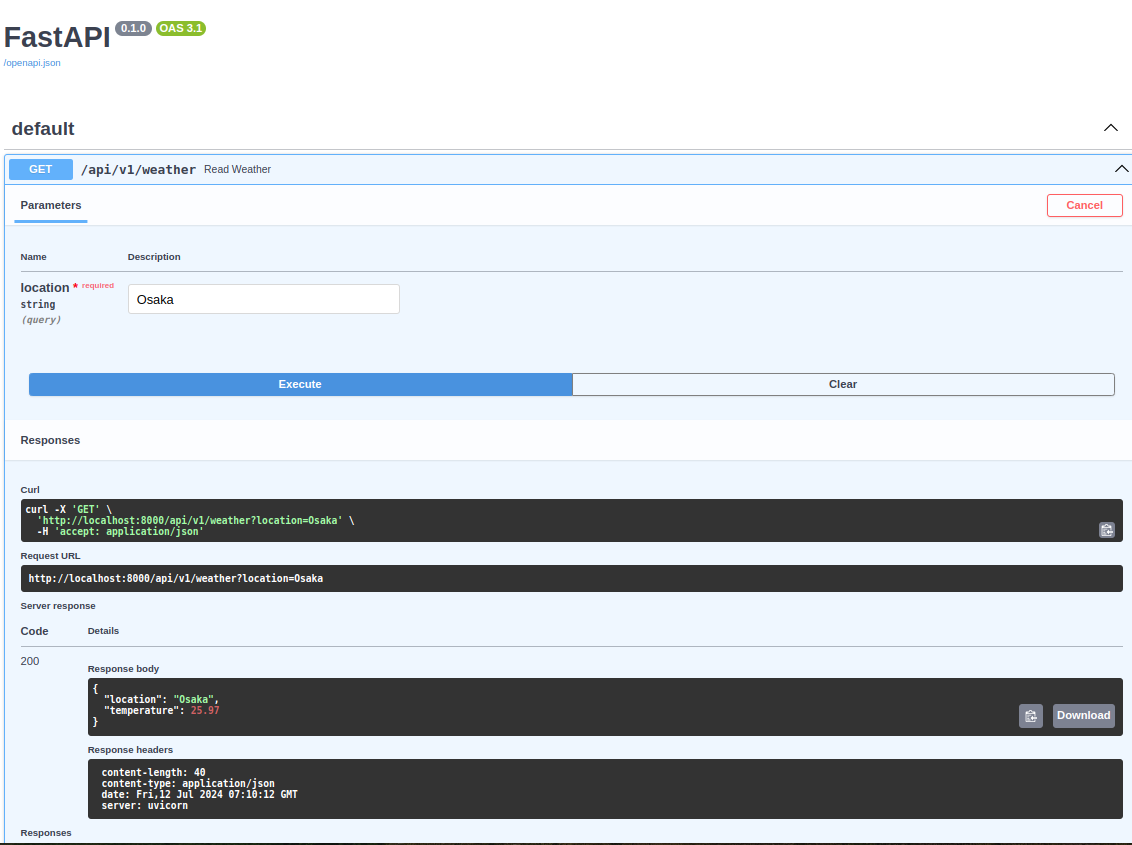 FastAPI 0.1.0 OAS 3.1
/openapi.json
default
GET /api/v1/weather Read Weather
Parameters
Cancel
Name Description
location * required
string
(query)
Osaka
Execute Clear
Responses
Curl
curl -X 'GET' \
'http://localhost:8000/api/v1/weather?location=Osaka' \
-H 'accept: application/json'
Request URL
http://localhost:8000/api/v1/weather?location=Osaka
Server response
Code Details
200
Response body
{
"location": "Osaka",
"temperature": 25.97
}
Download
Response headers
content-length: 40
content-type: application/json
date: Fri,12 Jul 2024 07:10:12 GMT
server: uvicorn
Responses